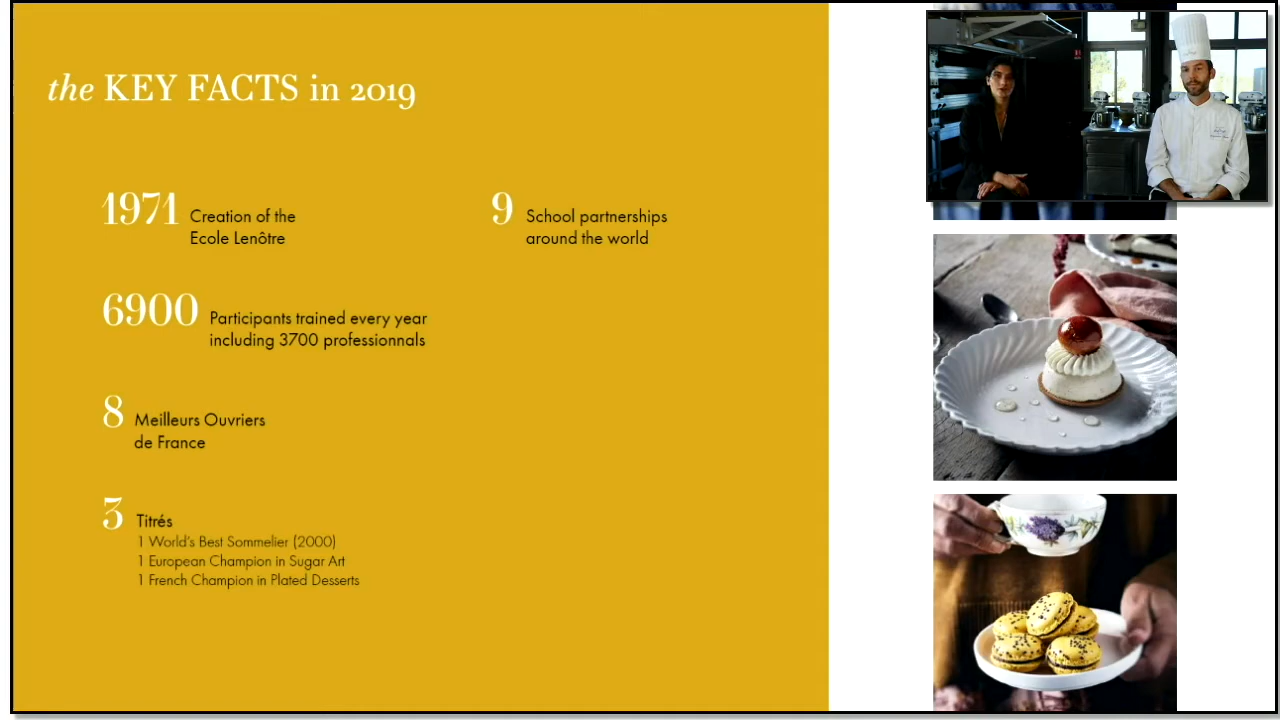 the KEY FACTS in 2019
1971 Creation of the
Ecole Lenôtre
6900 Participants trained every year
including 3700 professionnals
8 Meilleurs Ouvriers
de France
3 Titrés
1 World's Best Sommelier (2000)
1 European Champion in Sugar Art
1 French Champion in Plated Desserts
9 School partnerships
around the world